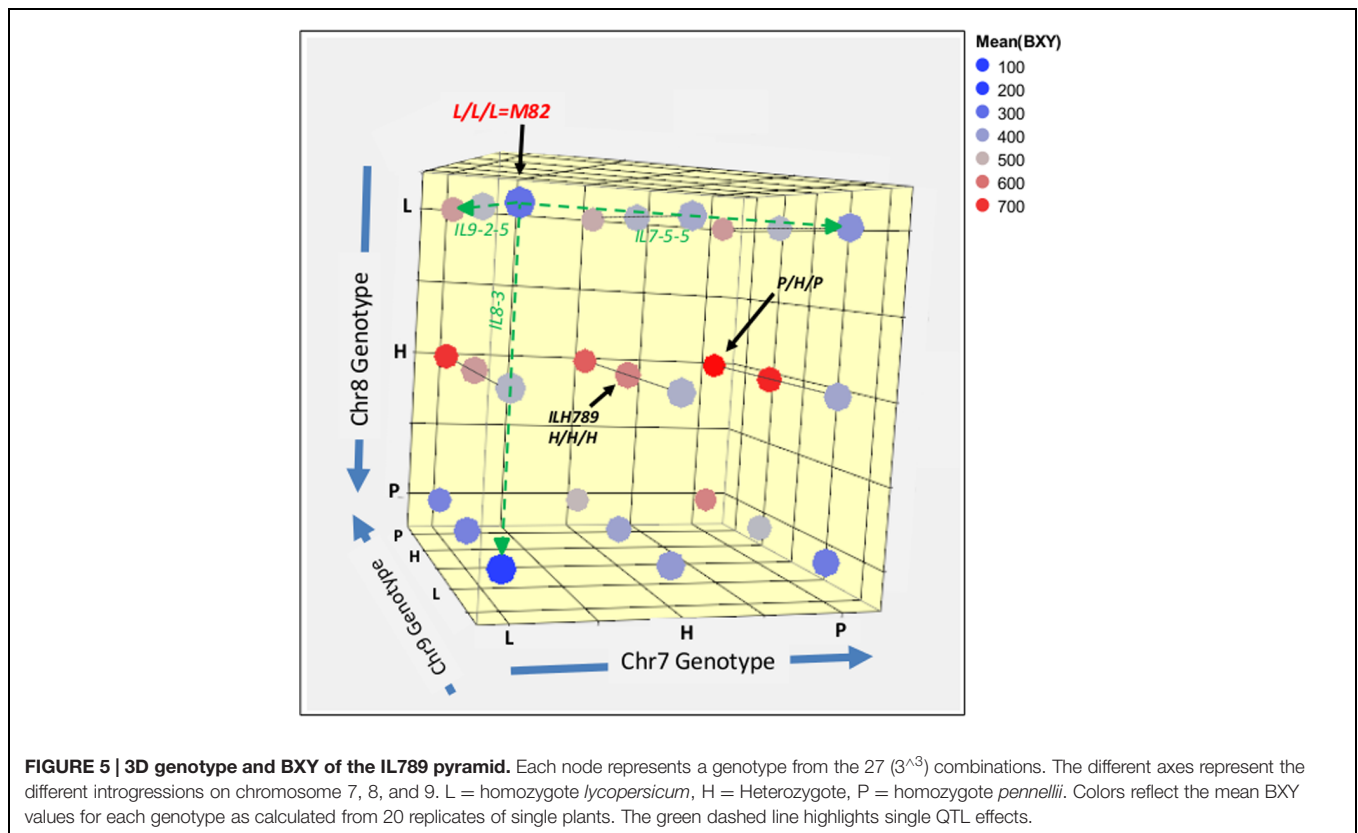 Mean(BXY)
100
200
300
400
500
600
700
L/L/L=M82
L
IL9-2-5
IL7-5-5
IL8-3
P/H/P
H
ILH789
H/H/H
P
P
H
L
L
H
P
Chr8 Genotype
Chr9 Genotype
Chr7 Genotype
FIGURE 5 | 3D genotype and BXY of the IL789 pyramid. Each node represents a genotype from the 27 (3^3) combinations. The different axes represent the
different introgressions on chromosome 7, 8, and 9. L = homozygote lycopersicum, H = Heterozygote, P = homozygote pennellii. Colors reflect the mean BXY
values for each genotype as calculated from 20 replicates of single plants. The green dashed line highlights single QTL effects.